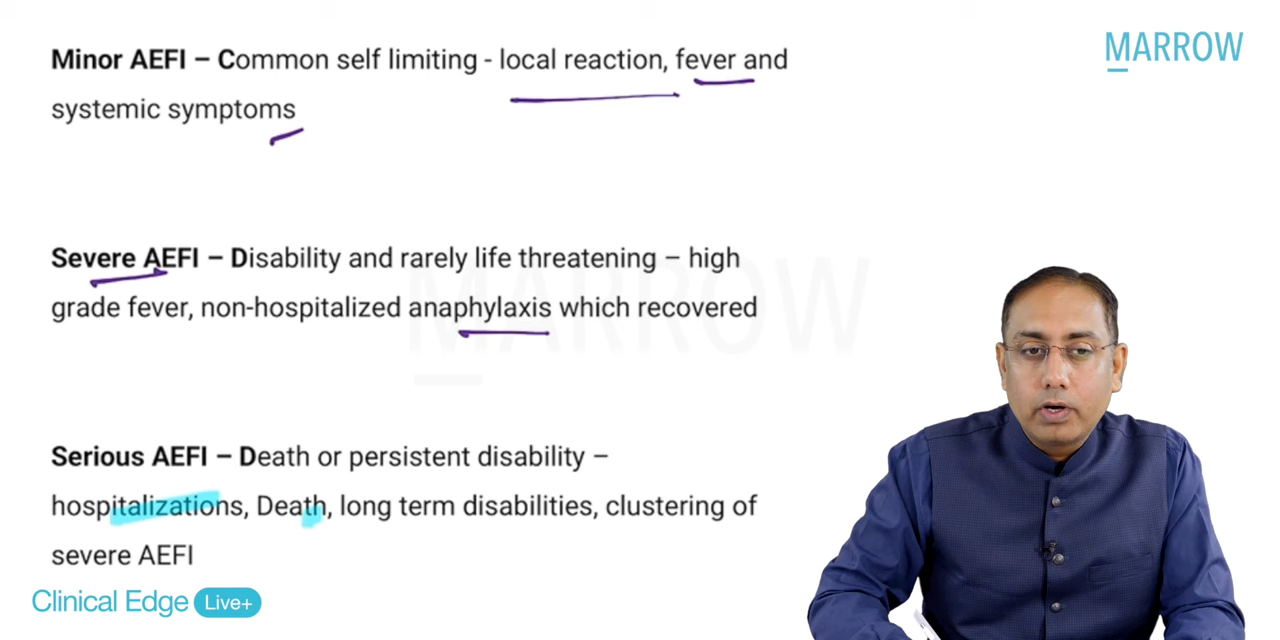 MARROW
Minor AEFI – Common self limiting - local reaction, fever and
systemic symptoms
Severe AEFI – Disability and rarely life threatening – high
grade fever, non-hospitalized anaphylaxis which recovered
MARROW
Serious AEFI – Death or persistent disability –
hospitalizations, Death, long term disabilities, clustering of
severe AEFI
Clinical Edge Live+